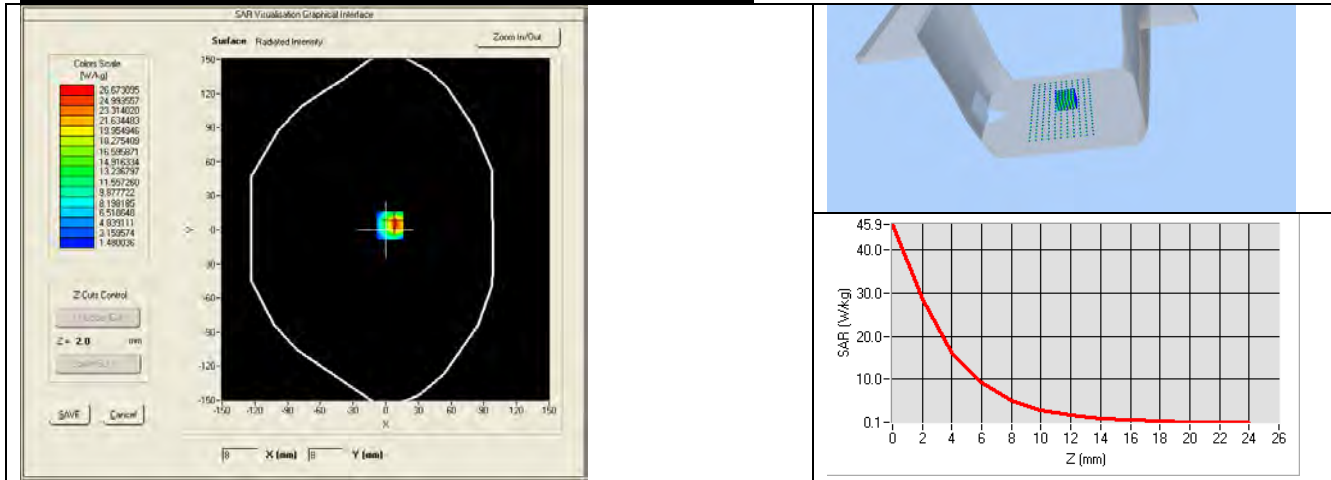 SAR Visualisation Graphical Interface
Surface Radiated Intensity
Zoom In/Out
Colors Scale
(W/kg)
26.673095
24.993557
23.314020
21.634483
19.954946
18.275409
16.595871
14.916334
13.236797
11.557260
9.877722
8.198185
6.518648
4.839111
3.159574
1.480036
Z Cuts Control
Z = 2.0 mm
SAVE Cancel
150-
120-
90-
60-
30-
0-
-30-
-60-
-90-
-120-
-150-
Y
-150 -120 -90 -60 -30 0 30 60 90 120 150
X
8 X (mm) 8 Y (mm)
45.9-
40.0-
30.0-
20.0-
10.0-
0.1-
SAR (W/kg)
0 2 4 6 8 10 12 14 16 18 20 22 24 26
Z (mm)